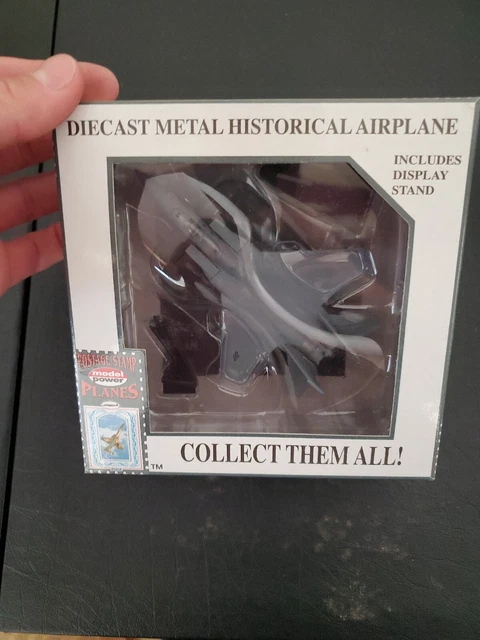 DIECAST METAL HISTORICAL AIRPLANE
INCLUDES
DISPLAY
STAND
POSTAGE STAMP
model
power
PLANES
TM
COLLECT THEM ALL!